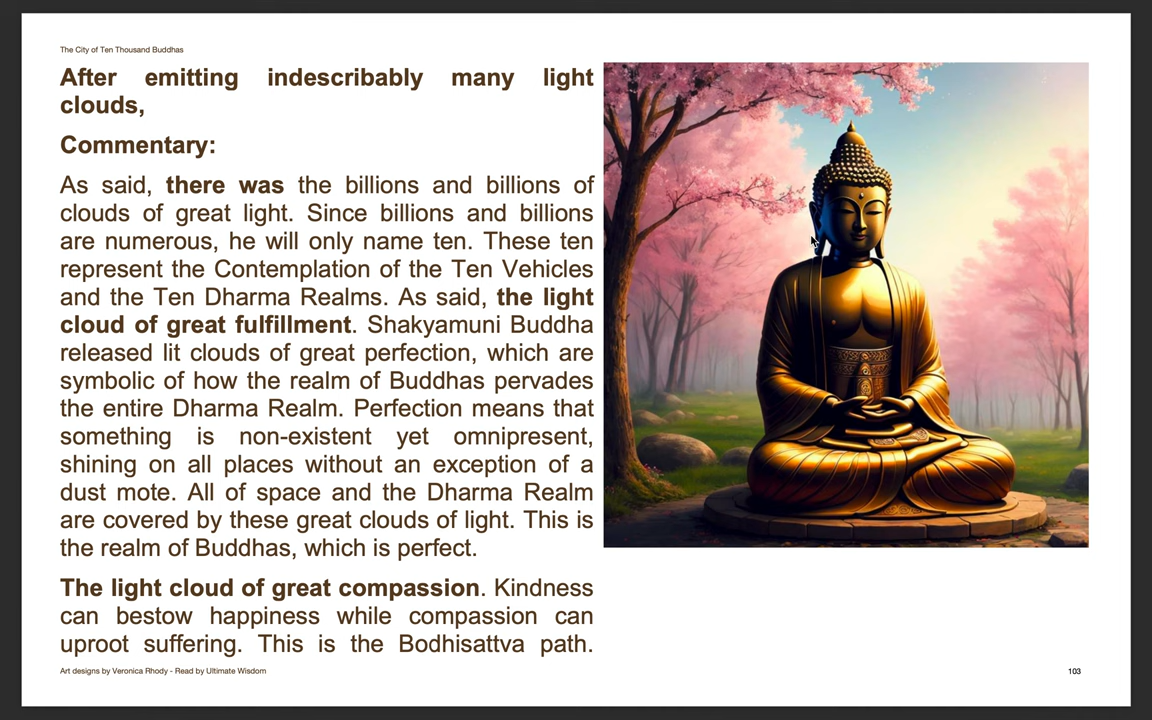 The City of Ten Thousand Buddhas
After emitting indescribably many light
clouds,
Commentary:
As said, there was the billions and billions of
clouds of great light. Since billions and billions
are numerous, he will only name ten. These ten
represent the Contemplation of the Ten Vehicles
and the Ten Dharma Realms. As said, the light
cloud of great fulfillment. Shakyamuni Buddha
released lit clouds of great perfection, which are
symbolic of how the realm of Buddhas pervades
the entire Dharma Realm. Perfection means that
something is non-existent yet omnipresent,
shining on all places without an exception of a
dust mote. All of space and the Dharma Realm
are covered by these great clouds of light. This is
the realm of Buddhas, which is perfect.
The light cloud of great compassion. Kindness
can bestow happiness while compassion can
uproot suffering. This is the Bodhisattva path.
Art designs by Veronica Rhody - Read by Ultimate Wisdom
103